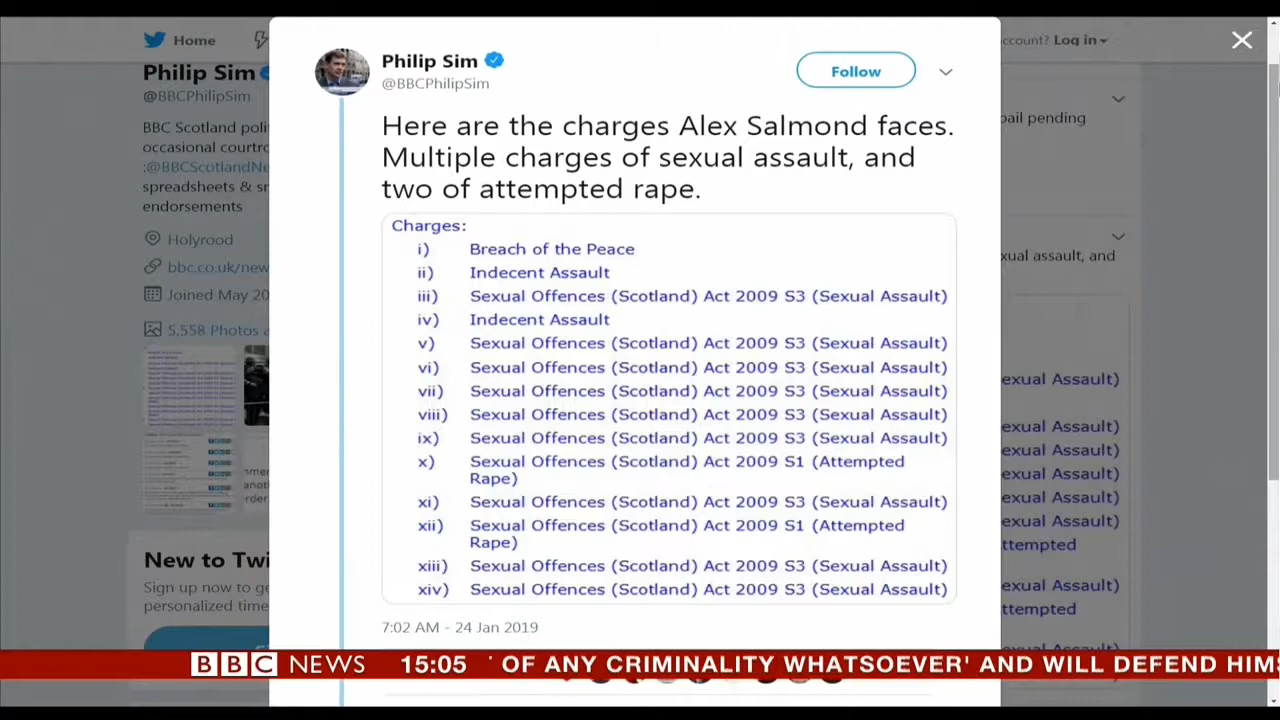 Home
account? Log in
Philip Sim
@BBCPhilipSim
BBC Scotland poli
occasional courtro
:@BBCScotlandNe
spreadsheets & sn
endorsements
Holyrood
bbc.co.uk/new
Joined May 20
5,558 Photos a
New to Twi
Sign up now to ge
personalized time
Philip Sim
@BBCPhilipSim
Follow
Here are the charges Alex Salmond faces.
Multiple charges of sexual assault, and
two of attempted rape.
Charges:
i) Breach of the Peace
ii) Indecent Assault
iii) Sexual Offences (Scotland) Act 2009 S3 (Sexual Assault)
iv) Indecent Assault
v) Sexual Offences (Scotland) Act 2009 S3 (Sexual Assault)
vi) Sexual Offences (Scotland) Act 2009 S3 (Sexual Assault)
vii) Sexual Offences (Scotland) Act 2009 S3 (Sexual Assault)
viii) Sexual Offences (Scotland) Act 2009 S3 (Sexual Assault)
ix) Sexual Offences (Scotland) Act 2009 S3 (Sexual Assault)
x) Sexual Offences (Scotland) Act 2009 S1 (Attempted
Rape)
xi) Sexual Offences (Scotland) Act 2009 S3 (Sexual Assault)
xii) Sexual Offences (Scotland) Act 2009 S1 (Attempted
Rape)
xiii) Sexual Offences (Scotland) Act 2009 S3 (Sexual Assault)
xiv) Sexual Offences (Scotland) Act 2009 S3 (Sexual Assault)
7:02 AM - 24 Jan 2019
bail pending
xual assault, and
exual Assault)
exual Assault)
exual Assault)
exual Assault)
exual Assault)
exual Assault)
ttempted
exual Assault)
ttempted
BBC NEWS 15:05 ' OF ANY CRIMINALITY WHATSOEVER' AND WILL DEFEND HIMS